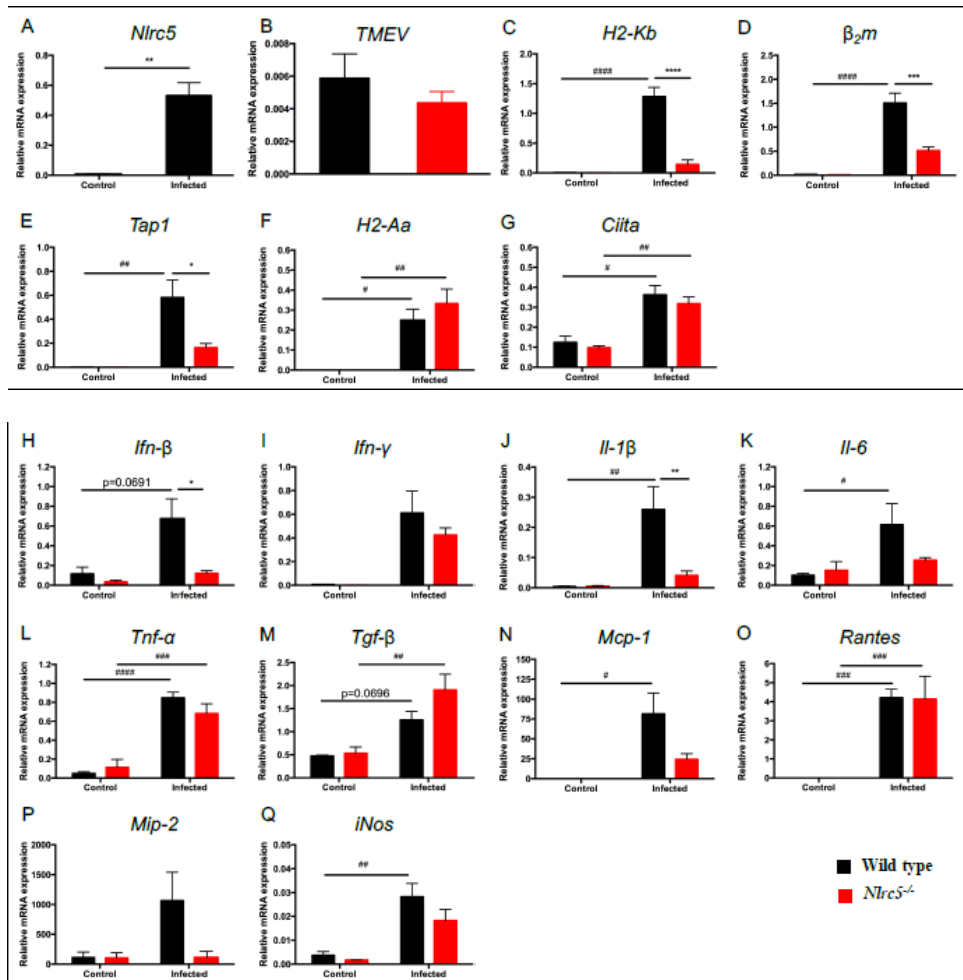 A Nlrc5
Relative mRNA expression
0.8
0.6
0.4
0.2
0.0
**
Control Infected
B TMEV
Relative mRNA expression
0.008
0.006
0.004
0.002
0.000
C H2-Kb
Relative mRNA expression
2.0
1.5
1.0
0.5
0.0
#### ****
Control Infected
D β2m
Relative mRNA expression
2.0
1.5
1.0
0.5
0.0
#### ***
Control Infected
E Tap1
Relative mRNA expression
1.0
0.8
0.6
0.4
0.2
0.0
## *
Control Infected
F H2-Aa
Relative mRNA expression
0.6
0.5
0.4
0.3
0.2
0.1
0.0
##
#
Control Infected
G Ciita
Relative mRNA expression
0.6
0.5
0.4
0.3
0.2
0.1
0.0
##
#
Control Infected
H Ifn-β
Relative mRNA expression
1.2
1.0
0.8
0.6
0.4
0.2
0.0
p=0.0691 *
Control Infected
I Ifn-γ
Relative mRNA expression
1.0
0.8
0.6
0.4
0.2
0.0
Control Infected
J Il-1β
Relative mRNA expression
0.4
0.3
0.2
0.1
0.0
## **
Control Infected
K Il-6
Relative mRNA expression
1.2
1.0
0.8
0.6
0.4
0.2
0.0
#
Control Infected
L Tnf-α
Relative mRNA expression
1.2
1.0
0.8
0.6
0.4
0.2
0.0
###
####
Control Infected
M Tgf-β
Relative mRNA expression
2.5
2.0
1.5
1.0
0.5
0.0
##
p=0.0696
Control Infected
N Mcp-1
Relative mRNA expression
150
125
100
75
50
25
0
#
Control Infected
O Rantes
Relative mRNA expression
6
5
4
3
2
1
0
###
###
Control Infected
P Mip-2
Relative mRNA expression
2000
1500
1000
500
0
Control Infected
Q iNos
Relative mRNA expression
0.05
0.04
0.03
0.02
0.01
0.00
##
Control Infected
Wild type
Nlrc5-/-